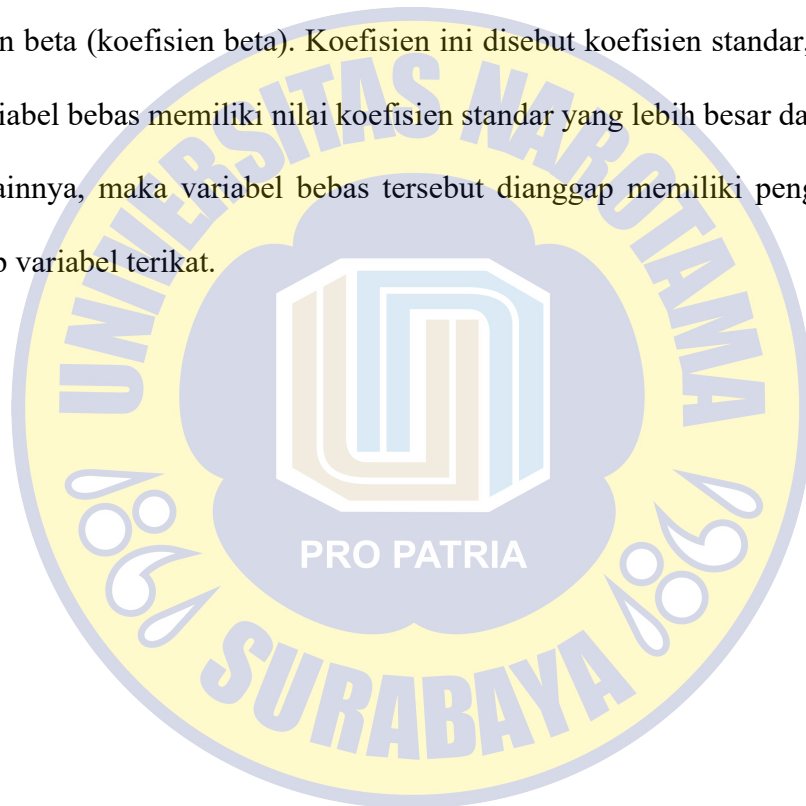 n beta (koefisien beta). Koefisien ini disebut koefisien standar,
iabel bebas memiliki nilai koefisien standar yang lebih besar da
ainnya, maka variabel bebas tersebut dianggap memiliki peng
p variabel terikat.
UNIVERSITAS NAROTAMA
PRO PATRIA
SURABAYA